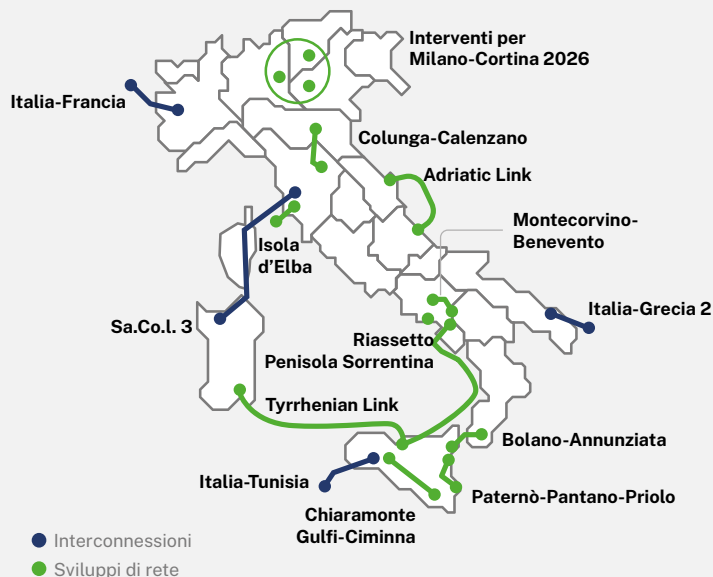 Interventi per
Milano-Cortina 2026
Italia-Francia
Colunga-Calenzano
Adriatic Link
Montecorvino-
Benevento
Isola
d'Elba
Italia-Grecia 2
Sa.Co.I. 3
Riassetto
Penisola Sorrentina
Tyrrhenian Link
Bolano-Annunziata
Italia-Tunisia
Paternò-Pantano-Priolo
Chiaramonte
Gulfi-Ciminna
Interconnessioni
Sviluppi di rete